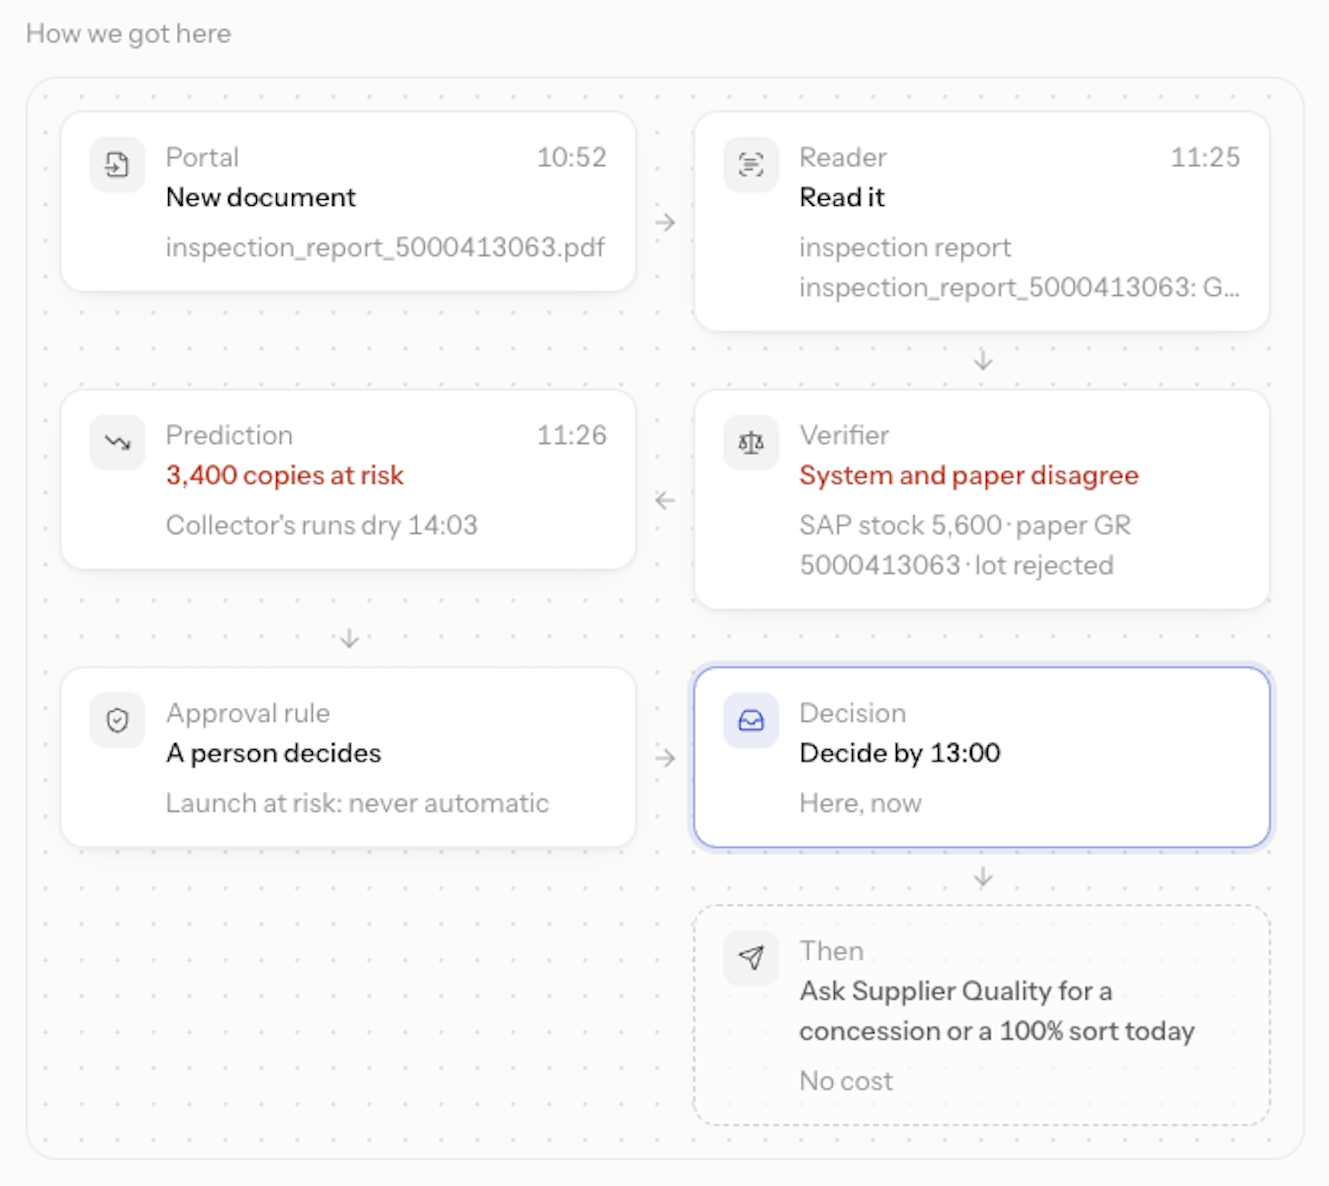 How we got here
Portal 10:52
New document
inspection_report_5000413063.pdf
Reader 11:25
Read it
inspection report
inspection_report_5000413063: G...
Verifier
System and paper disagree
SAP stock 5,600 · paper GR
5000413063 · lot rejected
Prediction 11:26
3,400 copies at risk
Collector's runs dry 14:03
Approval rule
A person decides
Launch at risk: never automatic
Decision
Decide by 13:00
Here, now
Then
Ask Supplier Quality for a
concession or a 100% sort today
No cost